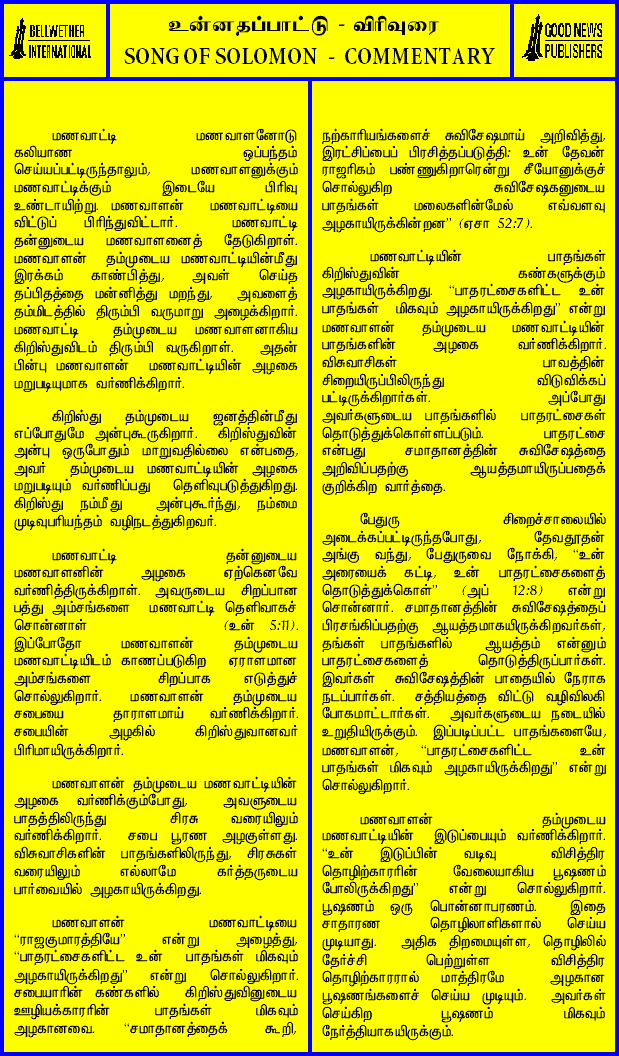 BELLWETHER
INTERNATIONAL
உன்னதப்பாட்டு - விரிவுரை
SONG OF SOLOMON - COMMENTARY
GOOD NEWS
PUBLISHERS
மணவாட்டி மணவாளனோடு
கலியாண ஒப்பந்தம்
செய்யப்பட்டிருந்தாலும், மணவாளனுக்கும்
மணவாட்டிக்கும் இடையே பிரிவு
உண்டாயிற்று. மணவாளன் மணவாட்டியை
விட்டுப் பிரிந்துவிட்டார். மணவாட்டி
தன்னுடைய மணவாளனைத் தேடுகிறாள்.
மணவாளன் தம்முடைய மணவாட்டியின்மீது
இரக்கம் காண்பித்து, அவள் செய்த
தப்பிதத்தை மன்னித்து மறந்து, அவளைத்
தம்மிடத்தில் திரும்பி வருமாறு அழைக்கிறார்.
மணவாட்டி தம்முடைய மணவாளனாகிய
கிறிஸ்துவிடம் திரும்பி வருகிறாள். அதன்
பின்பு மணவாளன் மணவாட்டியின் அழகை
மறுபடியுமாக வர்ணிக்கிறார்.
கிறிஸ்து தம்முடைய ஜனத்தின்மீது
எப்போதுமே அன்புகூருகிறார். கிறிஸ்துவின்
அன்பு ஒருபோதும் மாறுவதில்லை என்பதை,
அவர் தம்முடைய மணவாட்டியின் அழகை
மறுபடியும் வர்ணிப்பது தெளிவுபடுத்துகிறது.
கிறிஸ்து நம்மீது அன்புகூர்ந்து, நம்மை
முடிவுபரியந்தம் வழிநடத்துகிறவர்.
மணவாட்டி தன்னுடைய
மணவாளனின் அழகை ஏற்கெனவே
வர்ணித்திருக்கிறாள். அவருடைய சிறப்பான
பத்து அம்சங்களை மணவாட்டி தெளிவாகச்
சொன்னாள் (உன் 5:11).
இப்போதோ மணவாளன் தம்முடைய
மணவாட்டியிடம் காணப்படுகிற ஏராளமான
அம்சங்களை சிறப்பாக எடுத்துச்
சொல்லுகிறார். மணவாளன் தம்முடைய
சபையை தாராளமாய் வர்ணிக்கிறார்.
சபையின் அழகில் கிறிஸ்துவானவர்
பிரிமாயிருக்கிறார்.
மணவாளன் தம்முடைய மணவாட்டியின்
அழகை வர்ணிக்கும்போது, அவளுடைய
பாதத்திலிருந்து சிரசு வரையிலும்
வர்ணிக்கிறார். சபை பூரண அழகுள்ளது.
விசுவாசிகளின் பாதங்களிலிருந்து, சிரசுகள்
வரையிலும் எல்லாமே கர்த்தருடைய
பார்வையில் அழகாயிருக்கிறது.
மணவாளன் மணவாட்டியை
“ராஜகுமாரத்தியே” என்று அழைத்து,
“பாதரட்சைகளிட்ட உன் பாதங்கள் மிகவும்
அழகாயிருக்கிறது” என்று சொல்லுகிறார்.
சபையாரின் கண்களில் கிறிஸ்துவினுடைய
ஊழியக்காரரின் பாதங்கள் மிகவும்
அழகானவை. “சமாதானத்தைக் கூறி,
நற்காரியங்களைச் சுவிசேஷமாய் அறிவித்து,
இரட்சிப்பைப் பிரசித்தப்படுத்தி: உன் தேவன்
ராஜரிகம் பண்ணுகிறாரென்று சீயோனுக்குச்
சொல்லுகிற சுவிசேஷகனுடைய
பாதங்கள் மலைகளின்மேல் எவ்வளவு
அழகாயிருக்கின்றன” (ஏசா 52:7).
மணவாட்டியின் பாதங்கள்
கிறிஸ்துவின் கண்களுக்கும்
அழகாயிருக்கிறது. “பாதரட்சைகளிட்ட உன்
பாதங்கள் மிகவும் அழகாயிருக்கிறது” என்று
மணவாளன் தம்முடைய மணவாட்டியின்
பாதங்களின் அழகை வர்ணிக்கிறார்.
விசுவாசிகள் பாவத்தின்
சிறையிருப்பிலிருந்து விடுவிக்கப்
பட்டிருக்கிறார்கள். அப்போது
அவர்களுடைய பாதங்களில் பாதரட்சைகள்
தொடுத்துக்கொள்ளப்படும். பாதரட்சை
என்பது சமாதானத்தின் சுவிசேஷத்தை
அறிவிப்பதற்கு ஆயத்தமாயிருப்பதைக்
குறிக்கிற வார்த்தை.
பேதுரு சிறைச்சாலையில்
அடைக்கப்பட்டிருந்தபோது, தேவதூதன்
அங்கு வந்து, பேதுருவை நோக்கி, “உன்
அரையைக் கட்டி, உன் பாதரட்சைகளைத்
தொடுத்துக்கொள்” (அப் 12:8) என்று
சொன்னார். சமாதானத்தின் சுவிசேஷத்தைப்
பிரசங்கிப்பதற்கு ஆயத்தமாகயிருக்கிறவர்கள்,
தங்கள் பாதங்களில் ஆயத்தம் என்னும்
பாதரட்சைகளைத் தொடுத்திருப்பார்கள்.
இவர்கள் சுவிசேஷத்தின் பாதையில் நேராக
நடப்பார்கள். சத்தியத்தை விட்டு வழிவிலகி
போகமாட்டார்கள். அவர்களுடைய நடையில்
உறுதியிருக்கும். இப்படிப்பட்ட பாதங்களையே,
மணவாளன், “பாதரட்சைகளிட்ட உன்
பாதங்கள் மிகவும் அழகாயிருக்கிறது” என்று
சொல்லுகிறார்.
மணவாளன் தம்முடைய
மணவாட்டியின் இடுப்பையும் வர்ணிக்கிறார்.
“உன் இடுப்பின் வடிவு விசித்திர
தொழிற்காரரின் வேலையாகிய பூஷணம்
போலிருக்கிறது” என்று சொல்லுகிறார்.
பூஷணம் ஒரு பொன்னாபரணம். இதை
சாதாரண தொழிலாளிகளால் செய்ய
முடியாது. அதிக திறமையுள்ள, தொழிலில்
தேர்ச்சி பெற்றுள்ள விசித்திர
தொழிற்காரரால் மாத்திரமே அழகான
பூஷணங்களைச் செய்ய முடியும். அவர்கள்
செய்கிற பூஷணம் மிகவும்
நேர்த்தியாகயிருக்கும்.